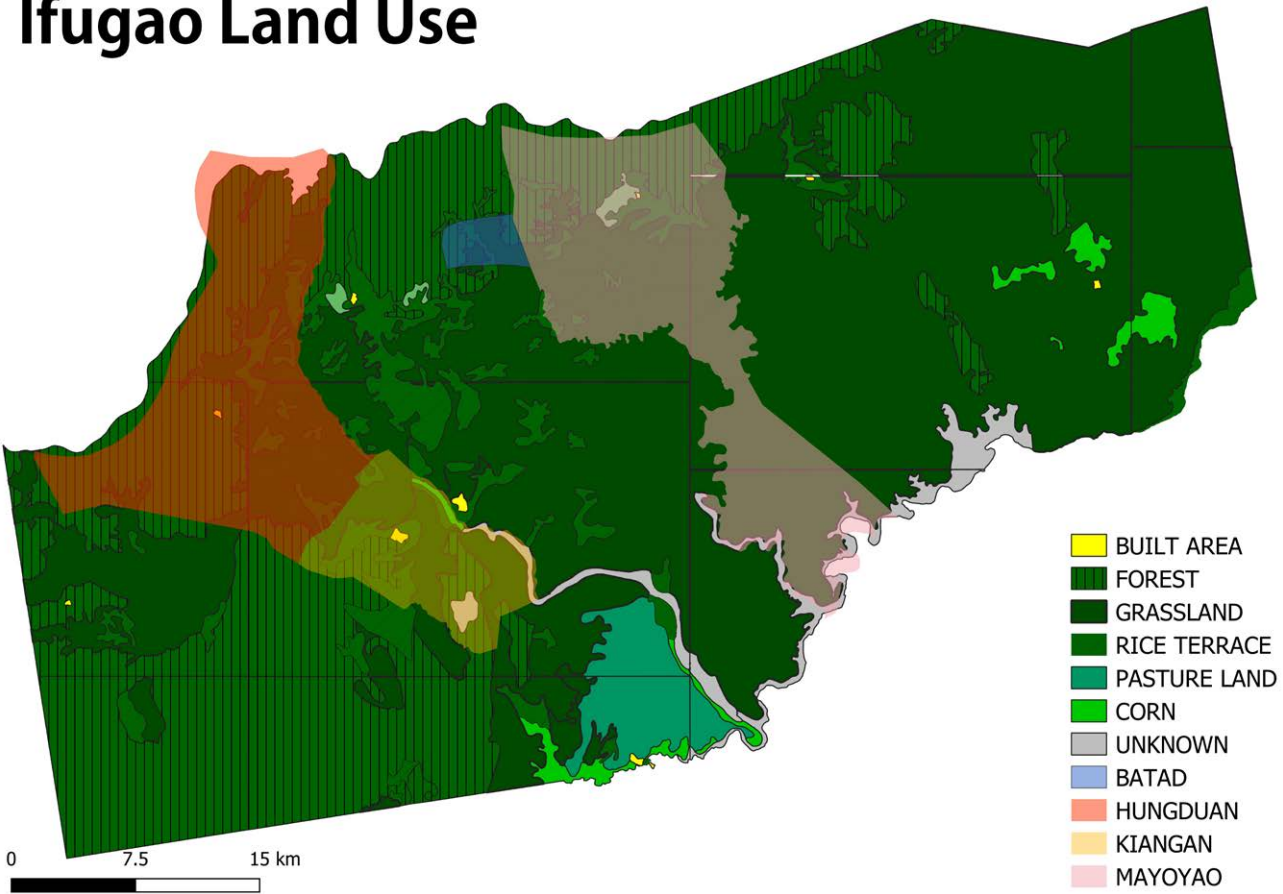 Ifugao Land Use
BUILT AREA
FOREST
GRASSLAND
RICE TERRACE
PASTURE LAND
CORN
UNKNOWN
BATAD
HUNGDUAN
KIANGAN
MAYOYAO
0 7.5 15 km